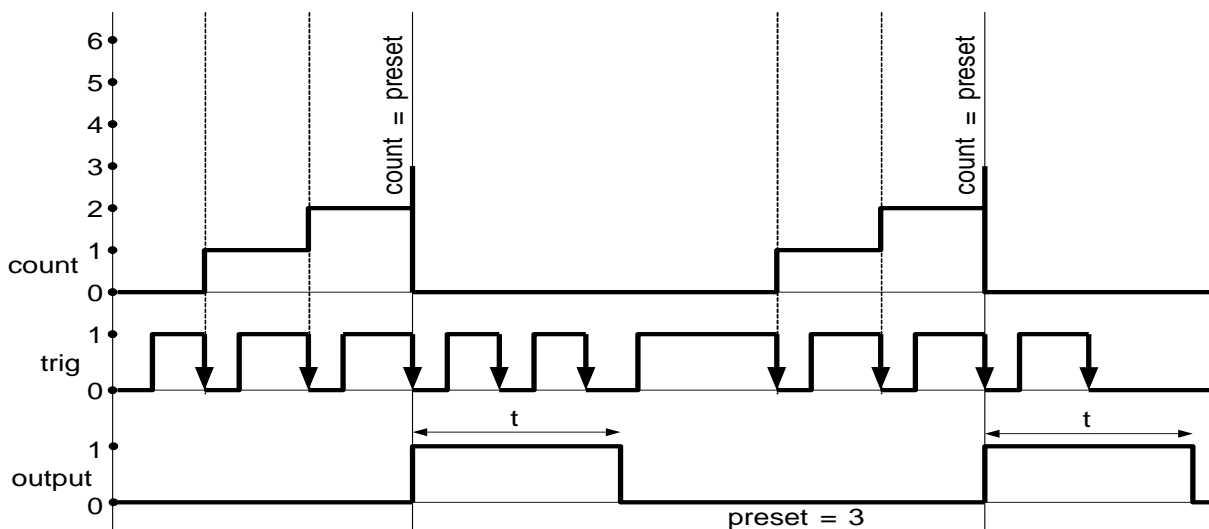 6
5
4
3
2
1
0
count
count = preset
count = preset
1
0
trig
t
t
1
0
output
preset = 3